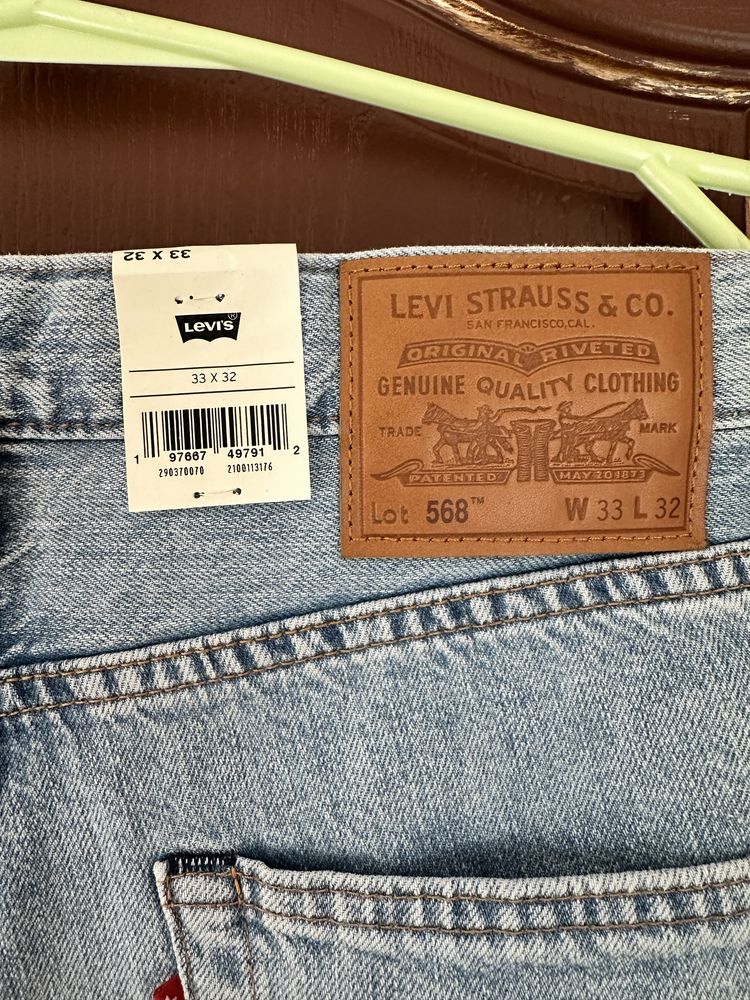 33 X 32
Levi's®
33 X 32
1 97667 49791 2
290370070 2100113176
LEVI STRAUSS & CO.
SAN FRANCISCO, CAL.
ORIGINAL RIVETED
GENUINE QUALITY CLOTHING
TRADE MARK
PATENTED MAY 20 1873
Lot 568™ W 33 L 32